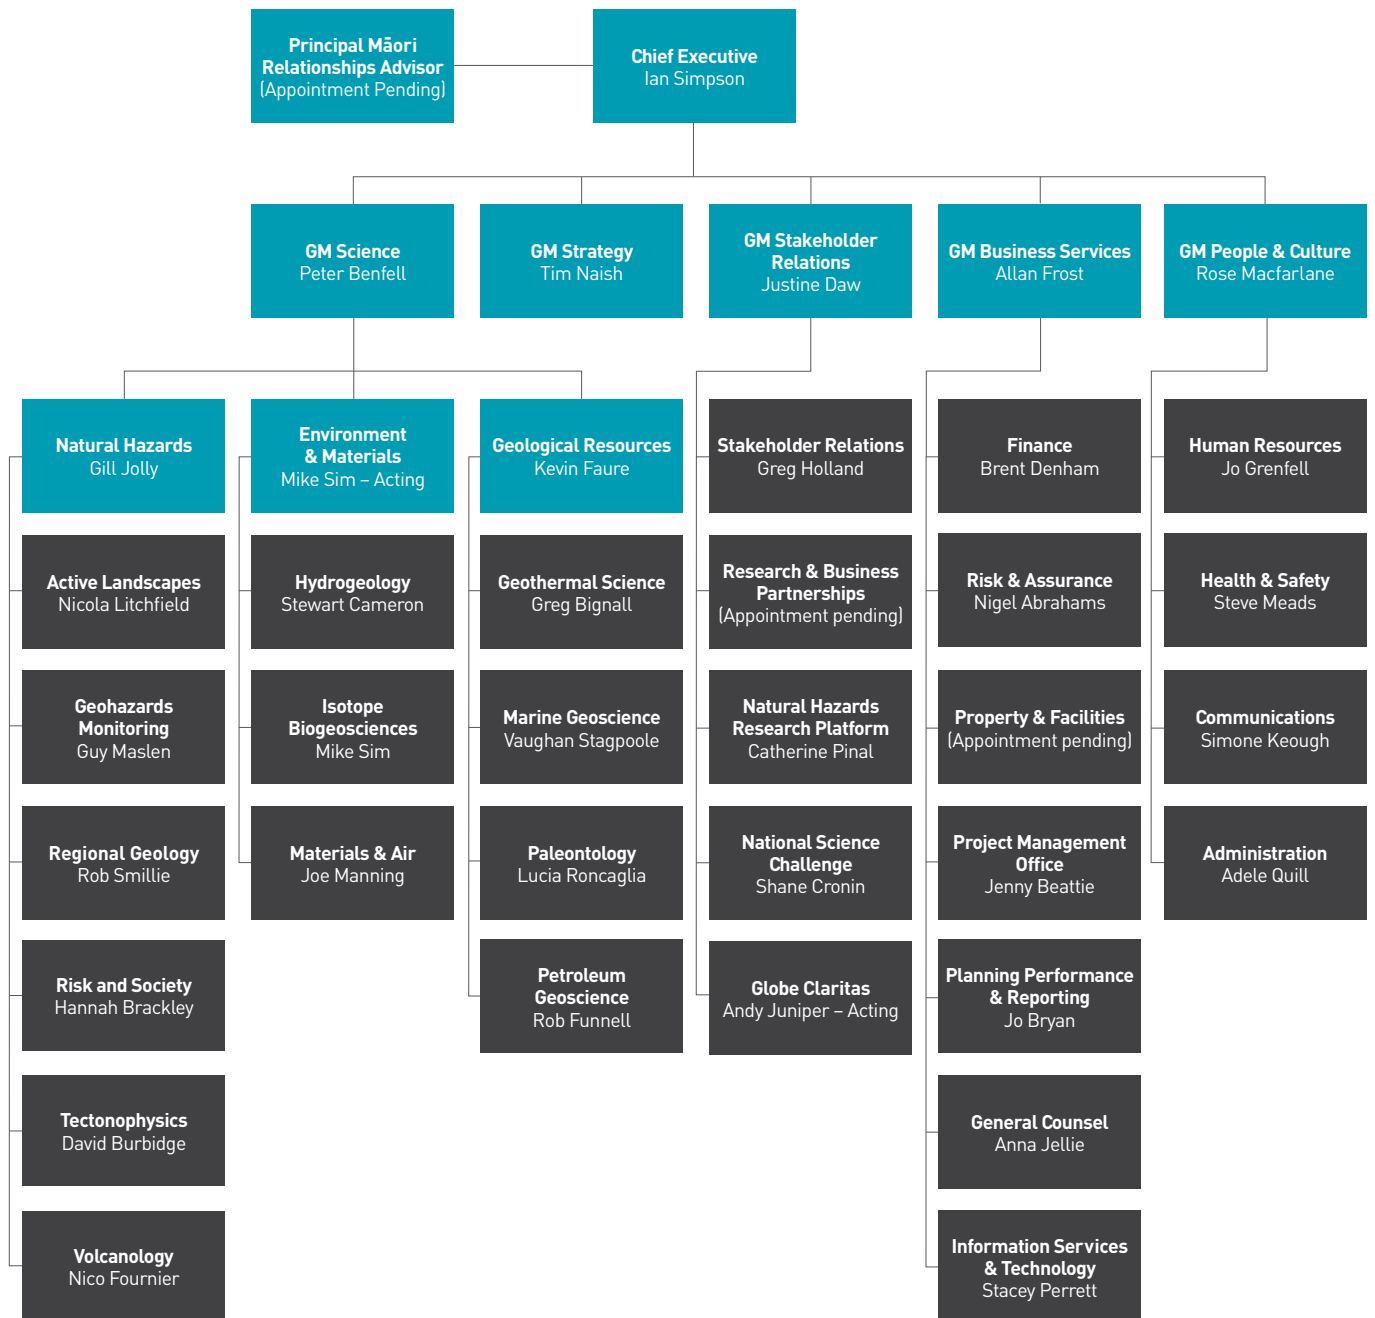 Principal Māori
Relationships Advisor
(Appointment Pending)
Chief Executive
Ian Simpson
GM Science
Peter Benfell
GM Strategy
Tim Naish
GM Stakeholder
Relations
Justine Daw
GM Business Services
Allan Frost
GM People & Culture
Rose Macfarlane
Natural Hazards
Gill Jolly
Active Landscapes
Nicola Litchfield
Geohazards
Monitoring
Guy Maslen
Regional Geology
Rob Smillie
Risk and Society
Hannah Brackley
Tectonophysics
David Burbidge
Volcanology
Nico Fournier
Environment
& Materials
Mike Sim – Acting
Hydrogeology
Stewart Cameron
Isotope
Biogeosciences
Mike Sim
Materials & Air
Joe Manning
Geological Resources
Kevin Faure
Geothermal Science
Greg Bignall
Marine Geoscience
Vaughan Stagpoole
Paleontology
Lucia Roncaglia
Petroleum
Geoscience
Rob Funnell
Stakeholder Relations
Greg Holland
Research & Business
Partnerships
(Appointment pending)
Natural Hazards
Research Platform
Catherine Pinal
National Science
Challenge
Shane Cronin
Globe Claritas
Andy Juniper – Acting
Finance
Brent Denham
Risk & Assurance
Nigel Abrahams
Property & Facilities
(Appointment pending)
Project Management
Office
Jenny Beattie
Planning Performance
& Reporting
Jo Bryan
General Counsel
Anna Jellie
Information Services
& Technology
Stacey Perrett
Human Resources
Jo Grenfell
Health & Safety
Steve Meads
Communications
Simone Keough
Administration
Adele Quill